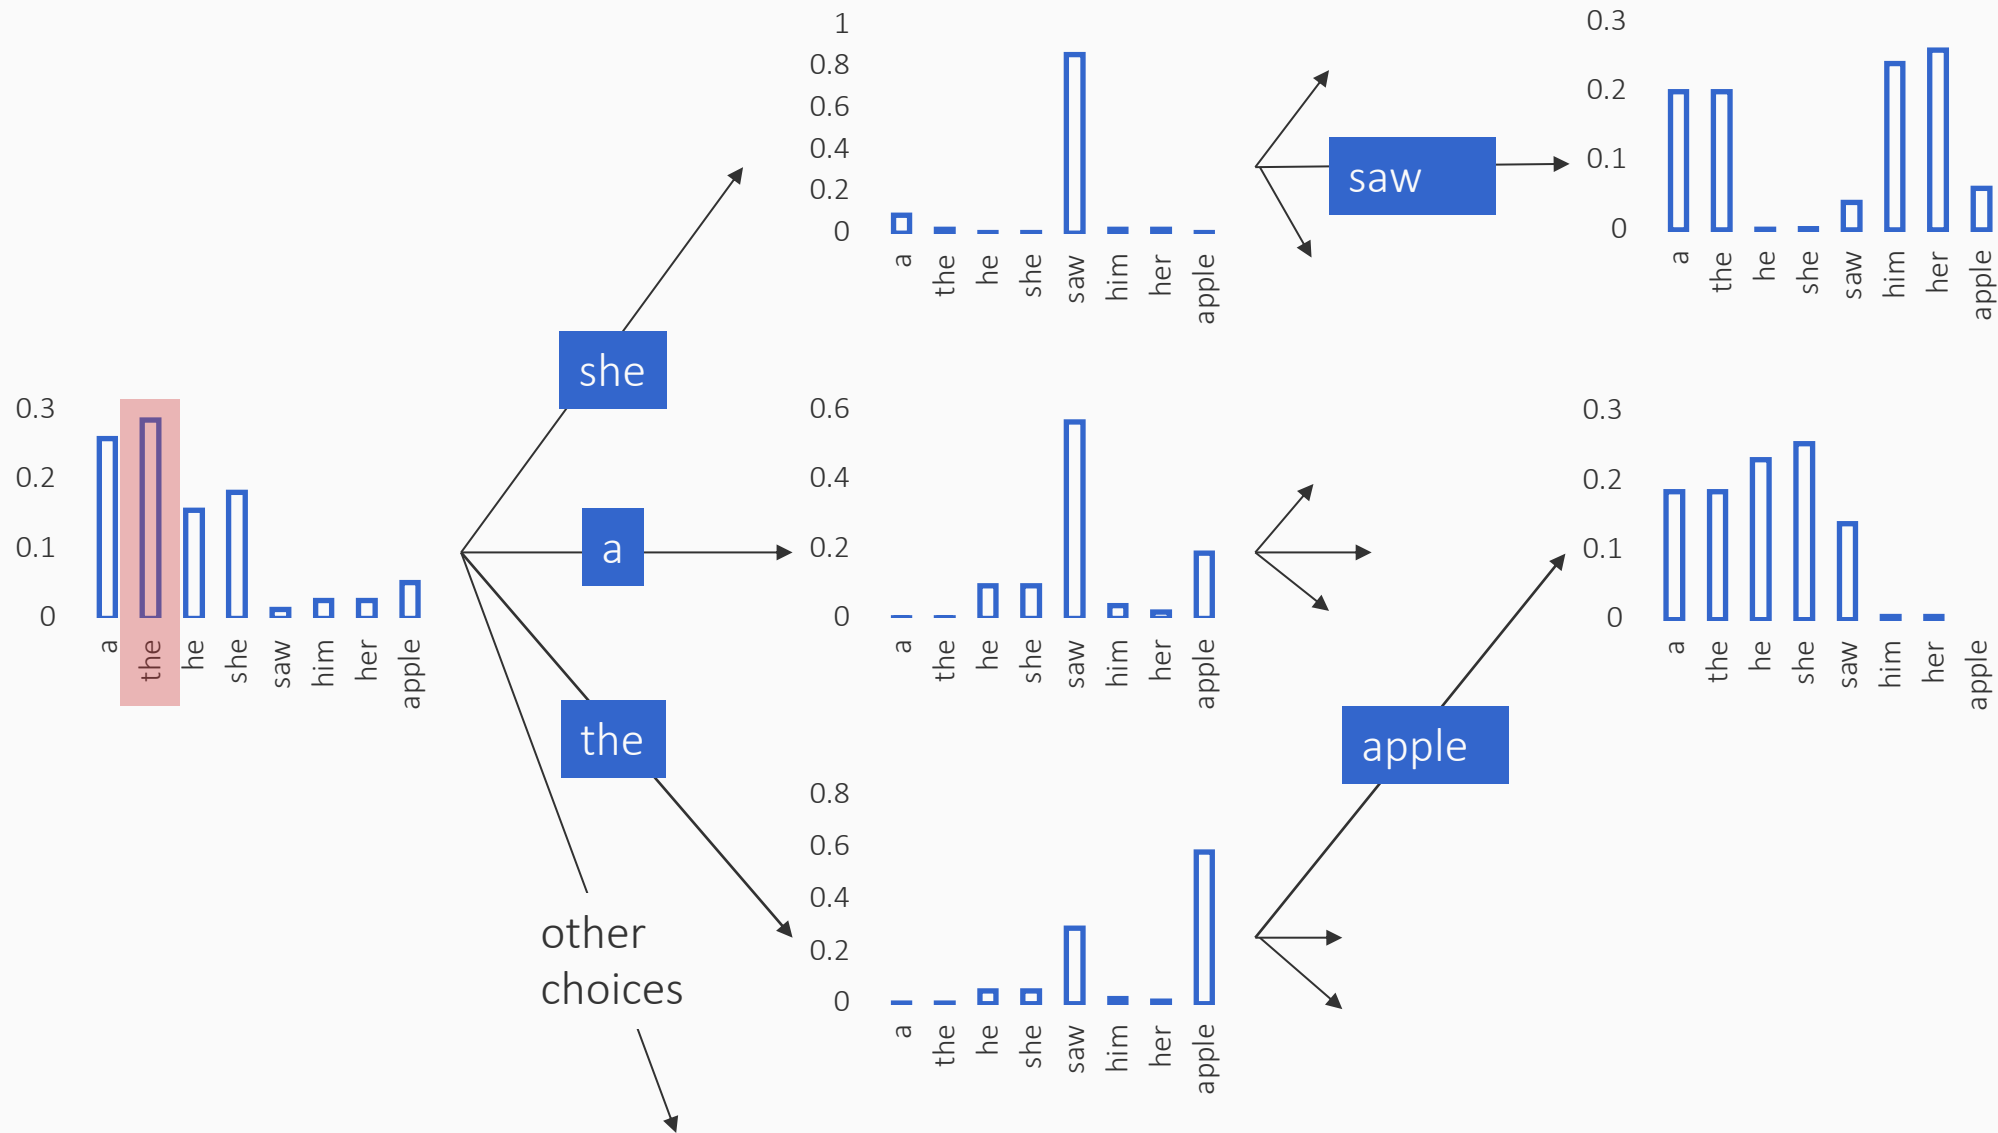 1
0.8
0.6
0.4
0.2
0
a
the
he
she
saw
him
her
apple
saw
0.3
0.2
0.1
0
a
the
he
she
saw
him
her
apple
she
0.3
0.2
0.1
0
a
the
he
she
saw
him
her
apple
a
0.6
0.4
0.2
0
a
the
he
she
saw
him
her
apple
0.3
0.2
0.1
0
a
the
he
she
saw
him
her
apple
the
apple
other
choices
0.8
0.6
0.4
0.2
0
a
the
he
she
saw
him
her
apple